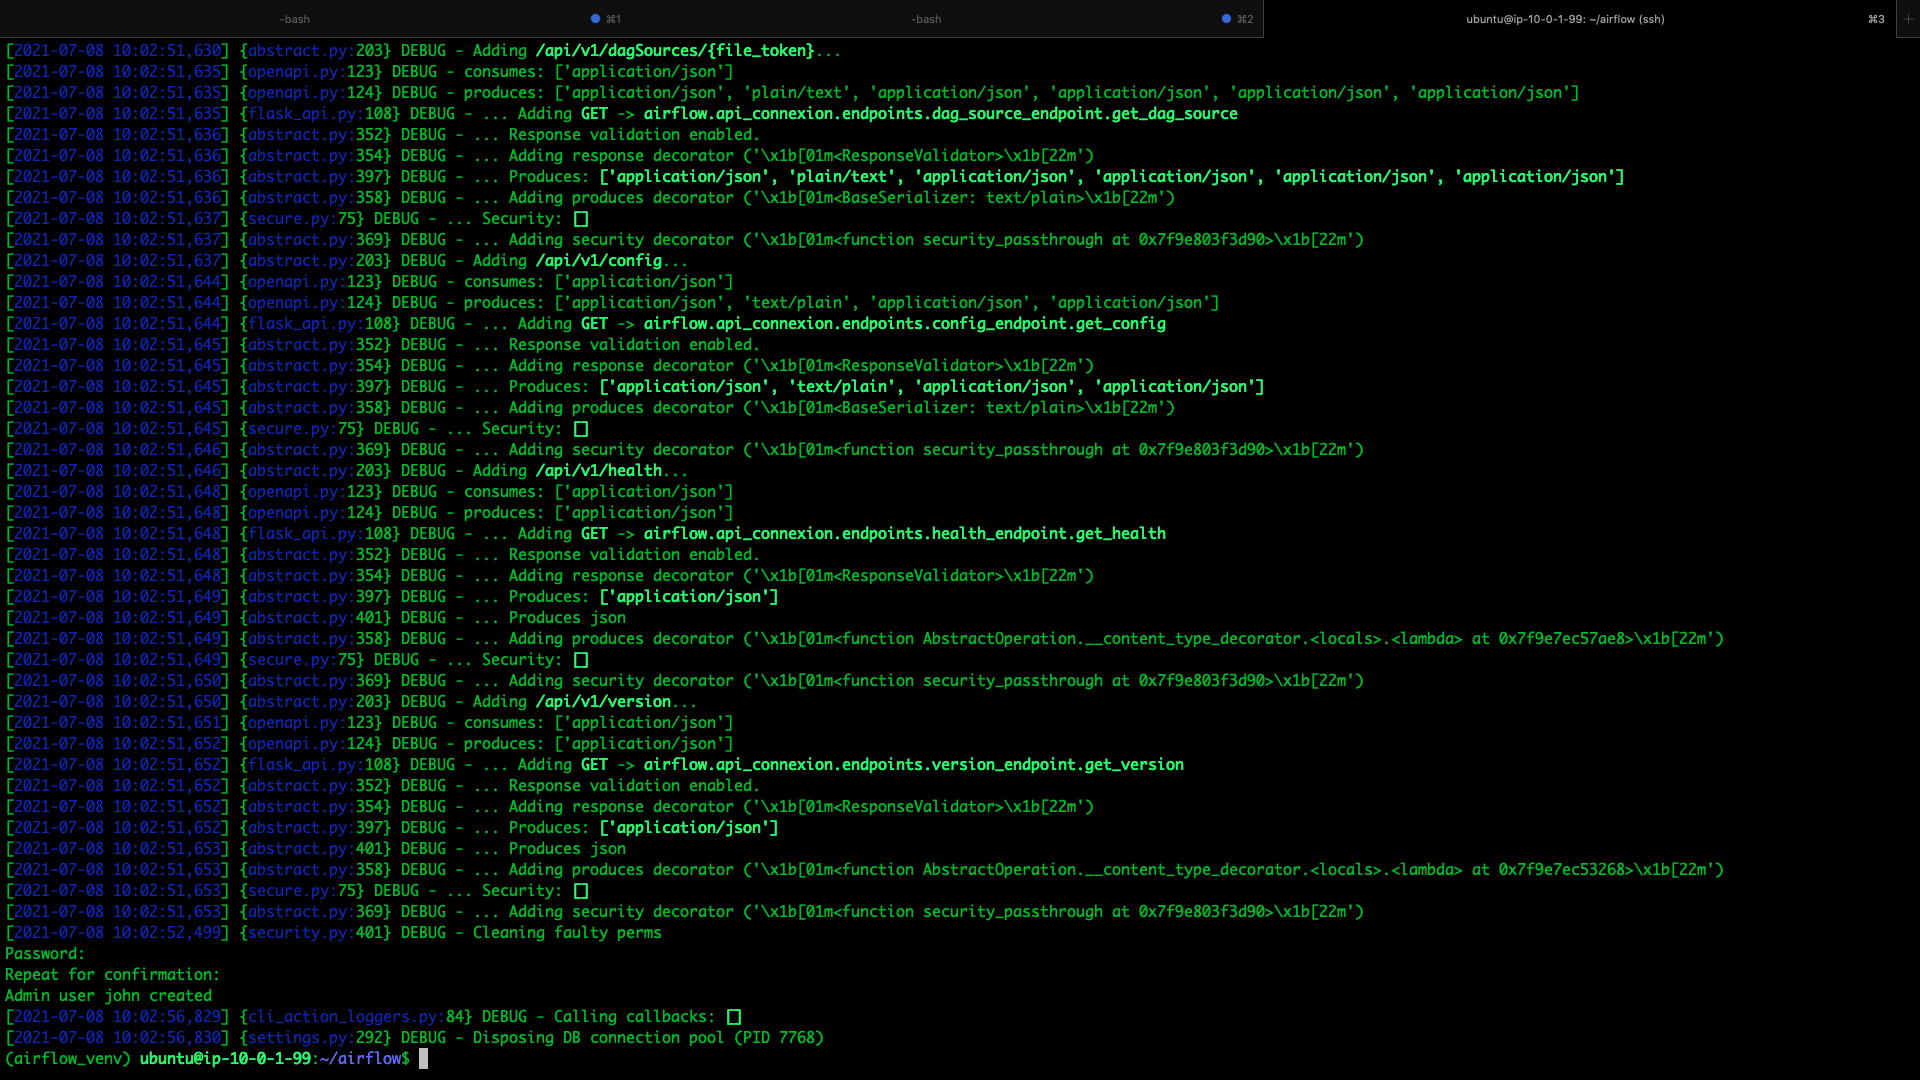 -bash ⌘1 -bash ⌘2 ubuntu@ip-10-0-1-99: ~/airflow (ssh) ⌘3 +
[2021-07-08 10:02:51,630] {abstract.py:203} DEBUG - Adding /api/v1/dagSources/{file_token}...
[2021-07-08 10:02:51,635] {openapi.py:123} DEBUG - consumes: ['application/json']
[2021-07-08 10:02:51,635] {openapi.py:124} DEBUG - produces: ['application/json', 'plain/text', 'application/json', 'application/json', 'application/json', 'application/json']
[2021-07-08 10:02:51,635] {flask_api.py:108} DEBUG - ... Adding GET -> airflow.api_connexion.endpoints.dag_source_endpoint.get_dag_source
[2021-07-08 10:02:51,636] {abstract.py:352} DEBUG - ... Response validation enabled.
[2021-07-08 10:02:51,636] {abstract.py:354} DEBUG - ... Adding response decorator ('\x1b[01m<ResponseValidator>\x1b[22m')
[2021-07-08 10:02:51,636] {abstract.py:397} DEBUG - ... Produces: ['application/json', 'plain/text', 'application/json', 'application/json', 'application/json', 'application/json']
[2021-07-08 10:02:51,636] {abstract.py:358} DEBUG - ... Adding produces decorator ('\x1b[01m<BaseSerializer: text/plain>\x1b[22m')
[2021-07-08 10:02:51,637] {secure.py:75} DEBUG - ... Security: []
[2021-07-08 10:02:51,637] {abstract.py:369} DEBUG - ... Adding security decorator ('\x1b[01m<function security_passthrough at 0x7f9e803f3d90>\x1b[22m')
[2021-07-08 10:02:51,637] {abstract.py:203} DEBUG - Adding /api/v1/config...
[2021-07-08 10:02:51,644] {openapi.py:123} DEBUG - consumes: ['application/json']
[2021-07-08 10:02:51,644] {openapi.py:124} DEBUG - produces: ['application/json', 'text/plain', 'application/json', 'application/json']
[2021-07-08 10:02:51,644] {flask_api.py:108} DEBUG - ... Adding GET -> airflow.api_connexion.endpoints.config_endpoint.get_config
[2021-07-08 10:02:51,645] {abstract.py:352} DEBUG - ... Response validation enabled.
[2021-07-08 10:02:51,645] {abstract.py:354} DEBUG - ... Adding response decorator ('\x1b[01m<ResponseValidator>\x1b[22m')
[2021-07-08 10:02:51,645] {abstract.py:397} DEBUG - ... Produces: ['application/json', 'text/plain', 'application/json', 'application/json']
[2021-07-08 10:02:51,645] {abstract.py:358} DEBUG - ... Adding produces decorator ('\x1b[01m<BaseSerializer: text/plain>\x1b[22m')
[2021-07-08 10:02:51,645] {secure.py:75} DEBUG - ... Security: []
[2021-07-08 10:02:51,646] {abstract.py:369} DEBUG - ... Adding security decorator ('\x1b[01m<function security_passthrough at 0x7f9e803f3d90>\x1b[22m')
[2021-07-08 10:02:51,646] {abstract.py:203} DEBUG - Adding /api/v1/health...
[2021-07-08 10:02:51,648] {openapi.py:123} DEBUG - consumes: ['application/json']
[2021-07-08 10:02:51,648] {openapi.py:124} DEBUG - produces: ['application/json']
[2021-07-08 10:02:51,648] {flask_api.py:108} DEBUG - ... Adding GET -> airflow.api_connexion.endpoints.health_endpoint.get_health
[2021-07-08 10:02:51,648] {abstract.py:352} DEBUG - ... Response validation enabled.
[2021-07-08 10:02:51,648] {abstract.py:354} DEBUG - ... Adding response decorator ('\x1b[01m<ResponseValidator>\x1b[22m')
[2021-07-08 10:02:51,649] {abstract.py:397} DEBUG - ... Produces: ['application/json']
[2021-07-08 10:02:51,649] {abstract.py:401} DEBUG - ... Produces json
[2021-07-08 10:02:51,649] {abstract.py:358} DEBUG - ... Adding produces decorator ('\x1b[01m<function AbstractOperation.__content_type_decorator.<locals>.<lambda> at 0x7f9e7ec57ae8>\x1b[22m')
[2021-07-08 10:02:51,649] {secure.py:75} DEBUG - ... Security: []
[2021-07-08 10:02:51,650] {abstract.py:369} DEBUG - ... Adding security decorator ('\x1b[01m<function security_passthrough at 0x7f9e803f3d90>\x1b[22m')
[2021-07-08 10:02:51,650] {abstract.py:203} DEBUG - Adding /api/v1/version...
[2021-07-08 10:02:51,651] {openapi.py:123} DEBUG - consumes: ['application/json']
[2021-07-08 10:02:51,652] {openapi.py:124} DEBUG - produces: ['application/json']
[2021-07-08 10:02:51,652] {flask_api.py:108} DEBUG - ... Adding GET -> airflow.api_connexion.endpoints.version_endpoint.get_version
[2021-07-08 10:02:51,652] {abstract.py:352} DEBUG - ... Response validation enabled.
[2021-07-08 10:02:51,652] {abstract.py:354} DEBUG - ... Adding response decorator ('\x1b[01m<ResponseValidator>\x1b[22m')
[2021-07-08 10:02:51,652] {abstract.py:397} DEBUG - ... Produces: ['application/json']
[2021-07-08 10:02:51,653] {abstract.py:401} DEBUG - ... Produces json
[2021-07-08 10:02:51,653] {abstract.py:358} DEBUG - ... Adding produces decorator ('\x1b[01m<function AbstractOperation.__content_type_decorator.<locals>.<lambda> at 0x7f9e7ec53268>\x1b[22m')
[2021-07-08 10:02:51,653] {secure.py:75} DEBUG - ... Security: []
[2021-07-08 10:02:51,653] {abstract.py:369} DEBUG - ... Adding security decorator ('\x1b[01m<function security_passthrough at 0x7f9e803f3d90>\x1b[22m')
[2021-07-08 10:02:52,499] {security.py:401} DEBUG - Cleaning faulty perms
Password:
Repeat for confirmation:
Admin user john created
[2021-07-08 10:02:56,829] {cli_action_loggers.py:84} DEBUG - Calling callbacks: []
[2021-07-08 10:02:56,830] {settings.py:292} DEBUG - Disposing DB connection pool (PID 7768)
(airflow_venv) ubuntu@ip-10-0-1-99:~/airflow$